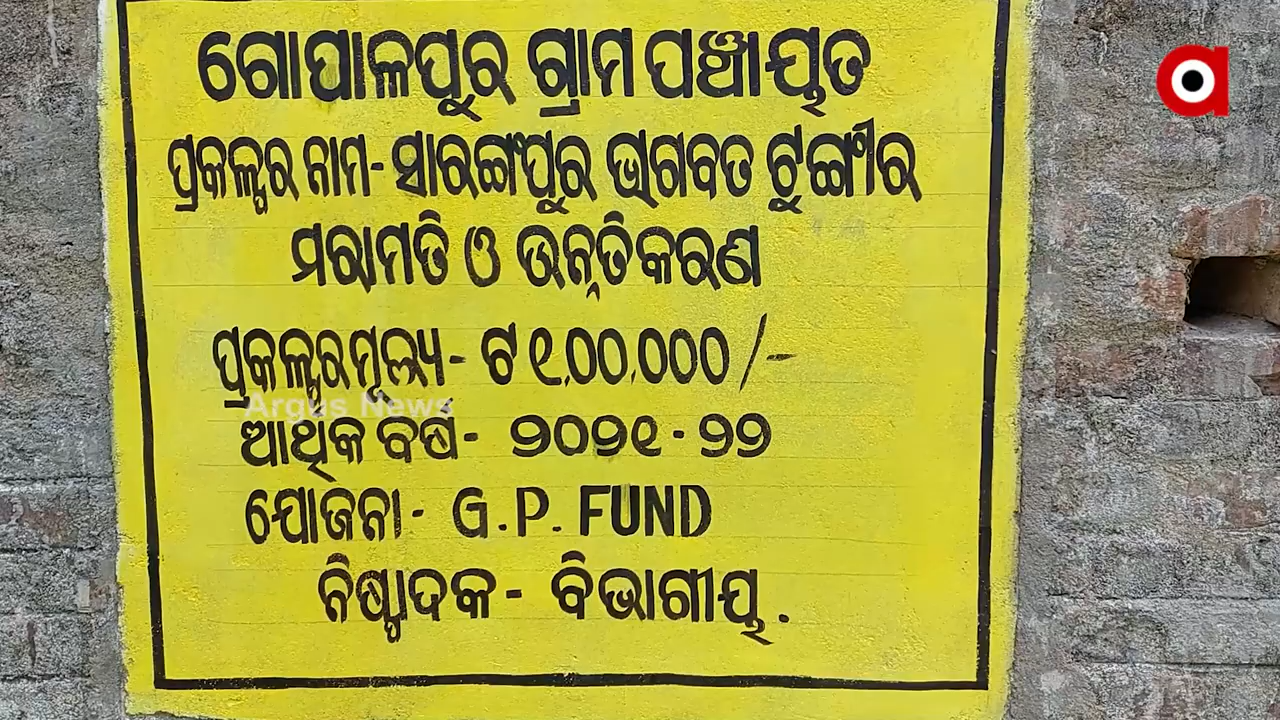 ଗୋପାଳପୁର ଗ୍ରାମ ପଞ୍ଚାୟତ
ପ୍ରକଳ୍ପର ନାମ- ସାରଙ୍ଗପୁର ଭାଗବତ ଟୁଙ୍ଗୀର
ମରାମତି ଓ ଉନ୍ନତିକରଣ
ପ୍ରକଳ୍ପର ମୂଲ୍ୟ- ଟ ୧,୦୦,୦୦୦/-
Argus News
ଆର୍ଥିକ ବର୍ଷ- ୨୦୨୧-୨୨
ଯୋଜନା- G.P. FUND
ନିଷ୍ପାଦକ- ବିଭାଗୀୟ.